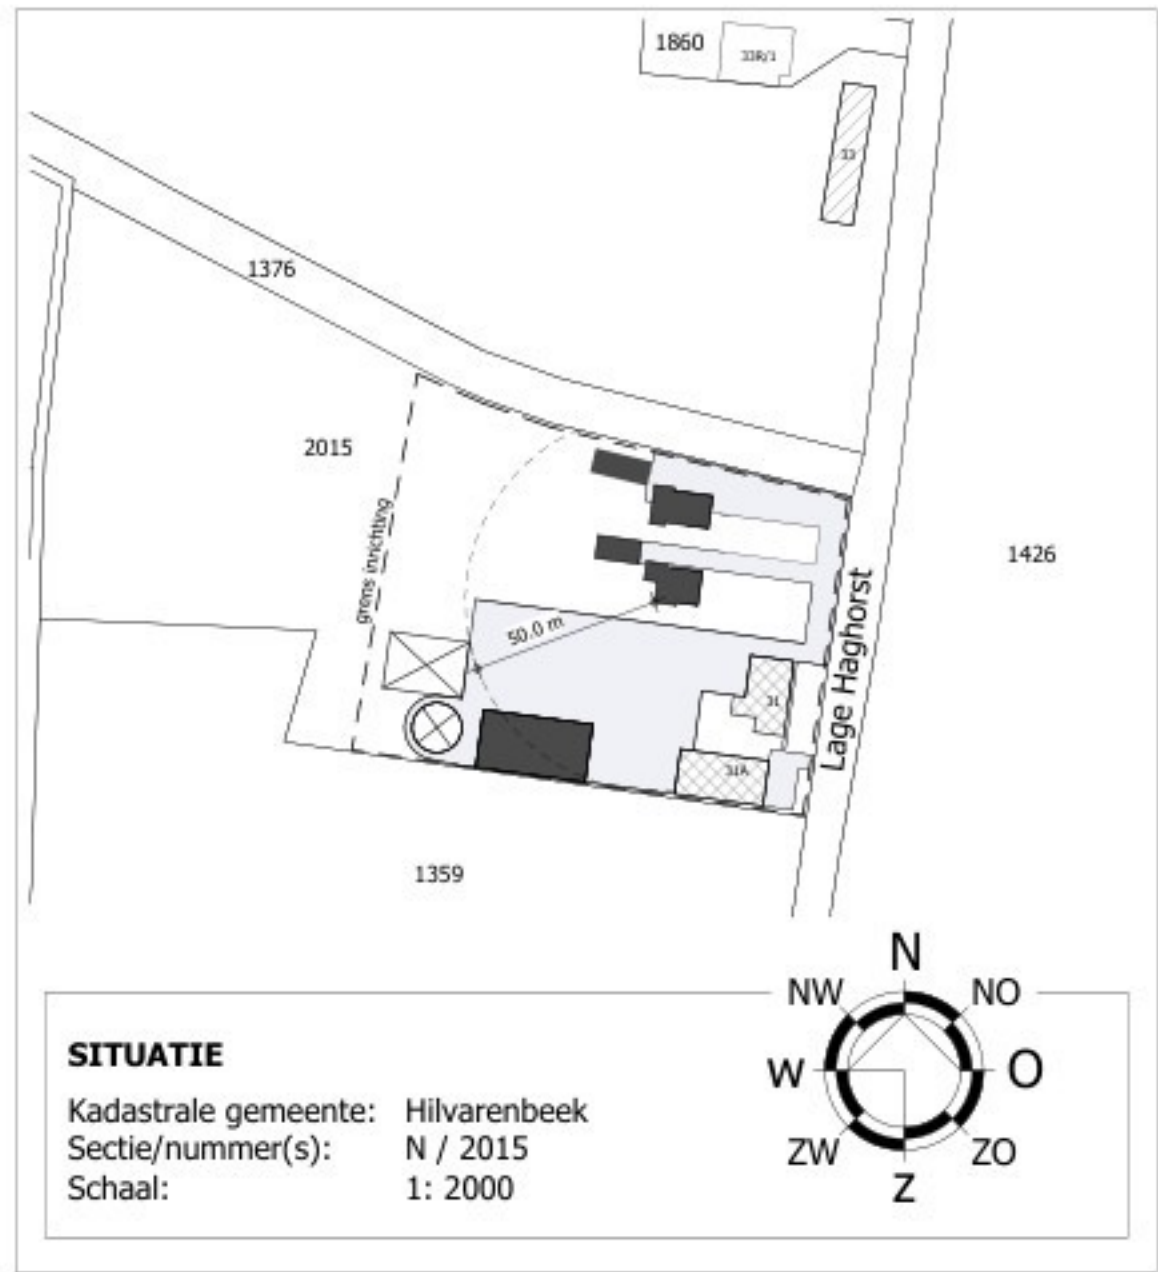 1860
33R/1
33
1376
2015
grens inrichting
1426
50.0 m
Lage Haghorst
31
31A
1359
N
NW
NO
W
O
ZW
ZO
Z
SITUATIE
Kadastrale gemeente: Hilvarenbeek
Sectie/nummer(s): N / 2015
Schaal: 1: 2000